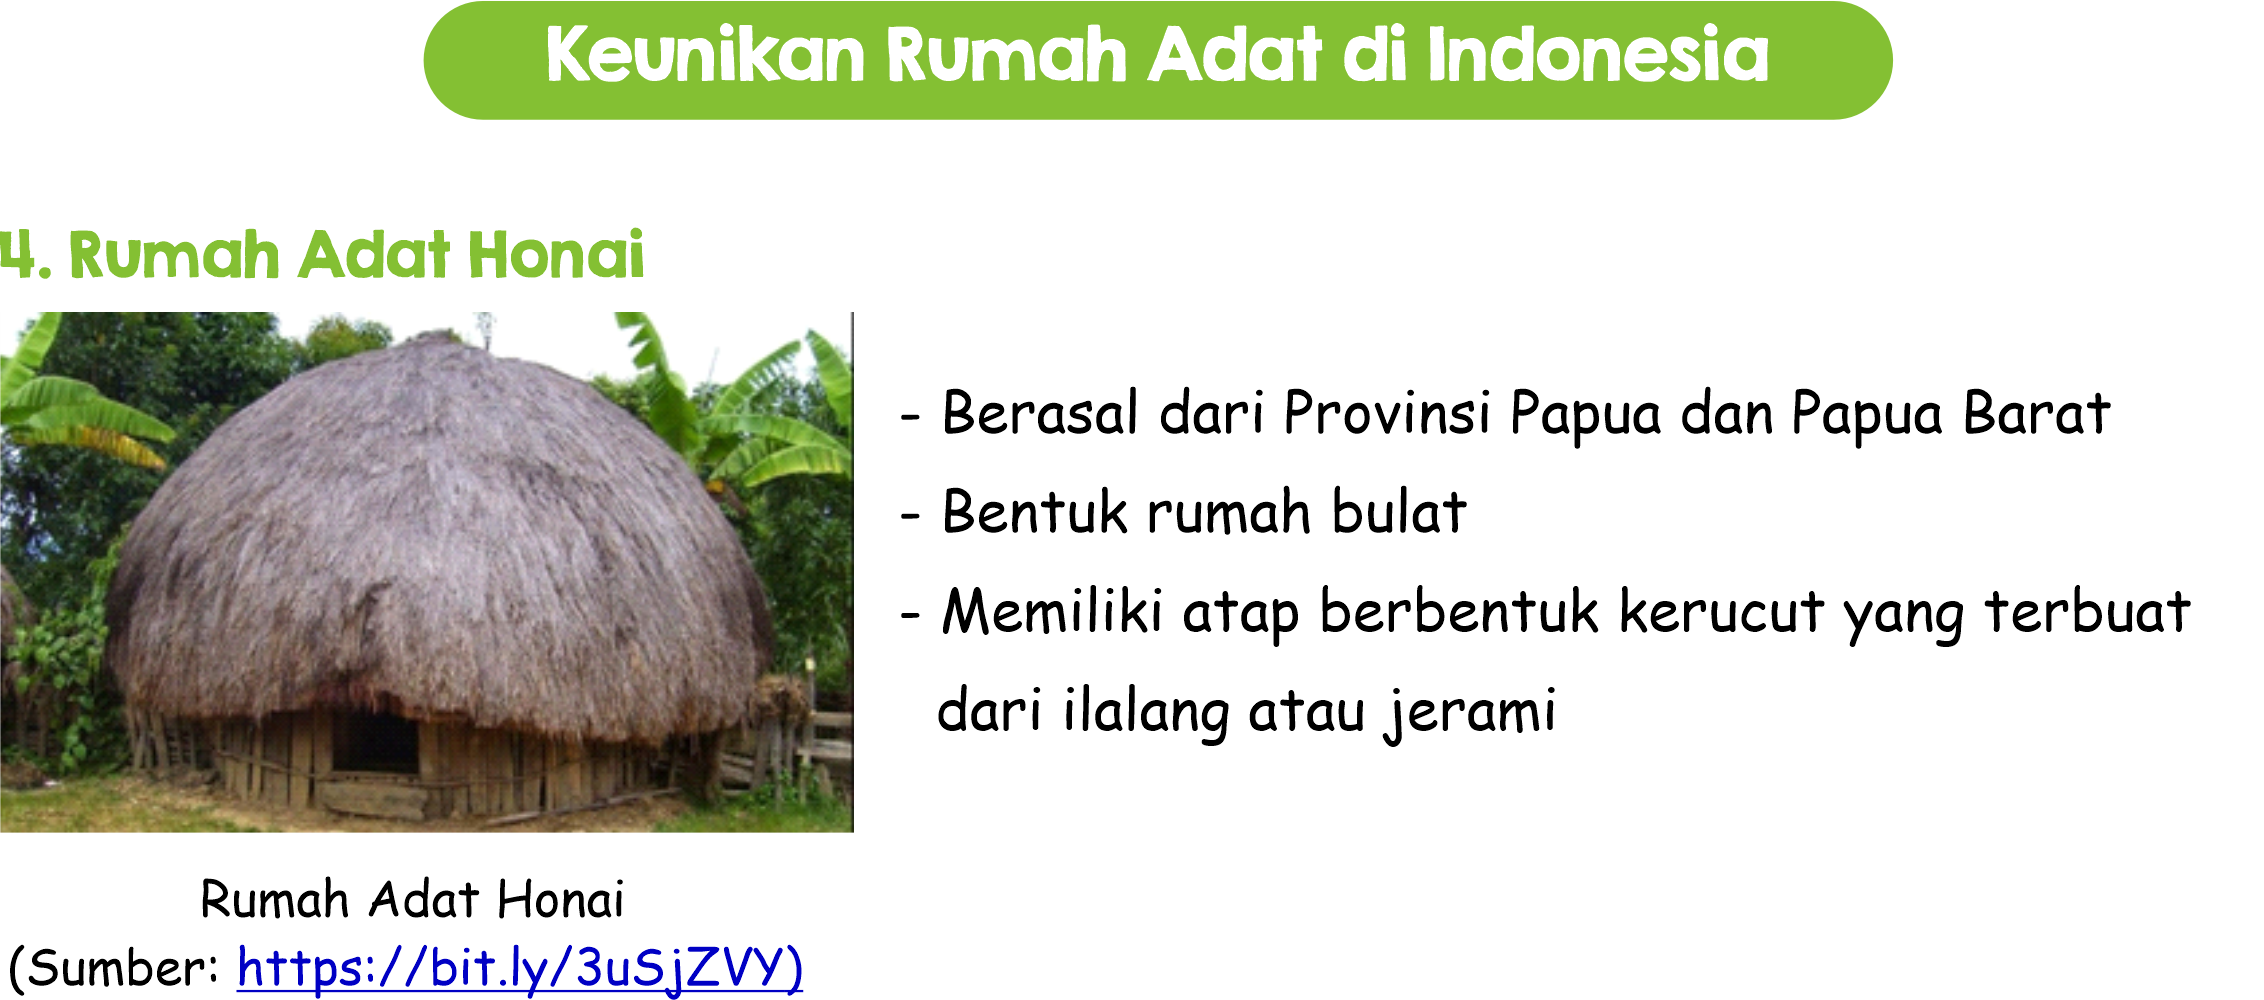 Keunikan Rumah Adat di Indonesia
4. Rumah Adat Honai
- Berasal dari Provinsi Papua dan Papua Barat
- Bentuk rumah bulat
- Memiliki atap berbentuk kerucut yang terbuat
dari ilalang atau jerami
Rumah Adat Honai
(Sumber: https://bit.ly/3uSjZVY)